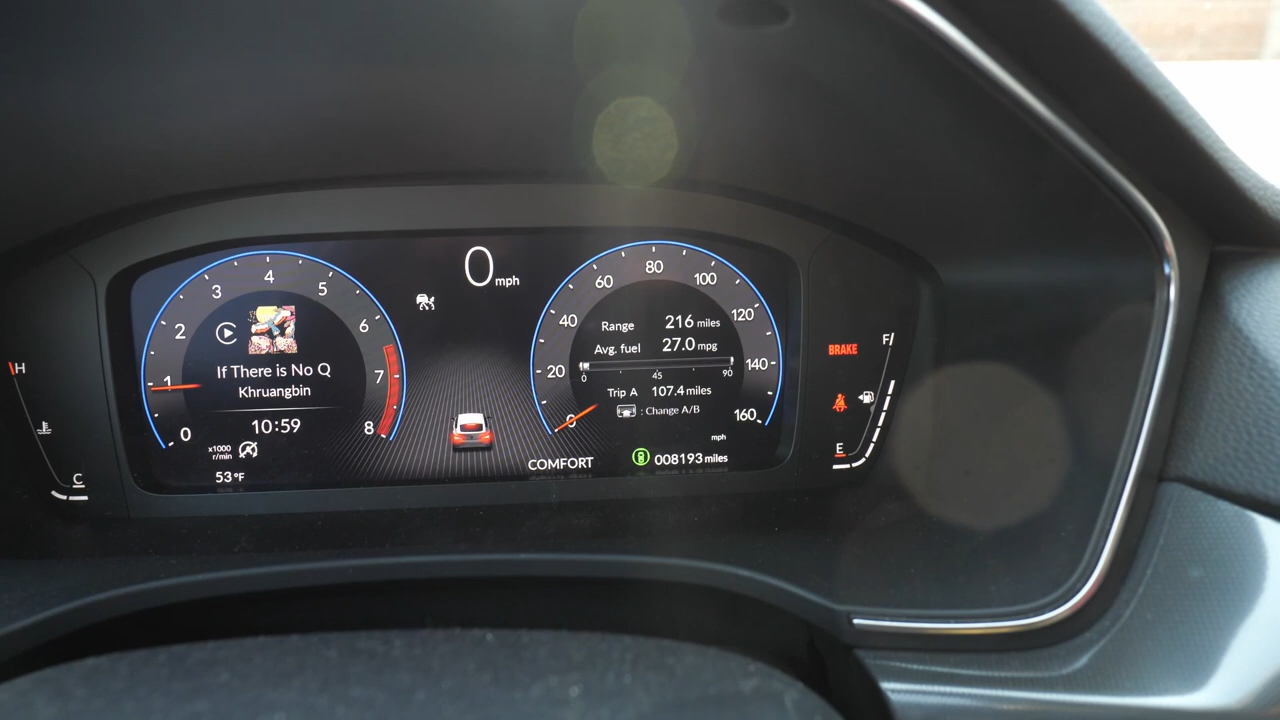 0 mph
4
3
5
2
6
1
7
0
8
If There is No Q
Khruangbin
10:59
x1000
r/min
53°F
80
60
100
40
120
20
140
0
160
Range 216 miles
Avg. fuel 27.0 mpg
0 45 90
Trip A 107.4 miles
: Change A/B
mph
COMFORT
008193 miles
H
C
BRAKE
F
E